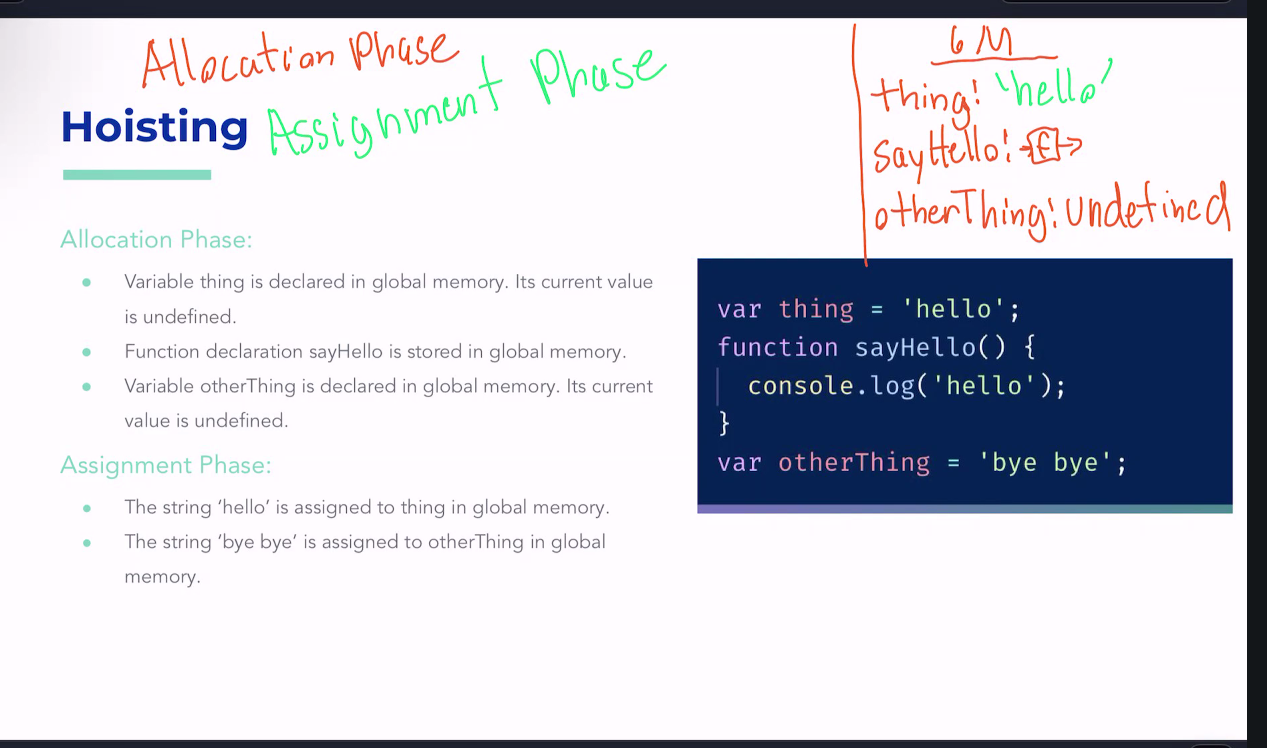 Allocation Phase
Hoisting Assignment Phase
GM
thing: 'hello'
sayHello: -[F]->
otherThing: undefined
Allocation Phase:
● Variable thing is declared in global memory. Its current value
is undefined.
● Function declaration sayHello is stored in global memory.
● Variable otherThing is declared in global memory. Its current
value is undefined.
Assignment Phase:
● The string ‘hello’ is assigned to thing in global memory.
● The string ‘bye bye’ is assigned to otherThing in global
memory.
var thing = 'hello';
function sayHello() {
  console.log('hello');
}
var otherThing = 'bye bye';